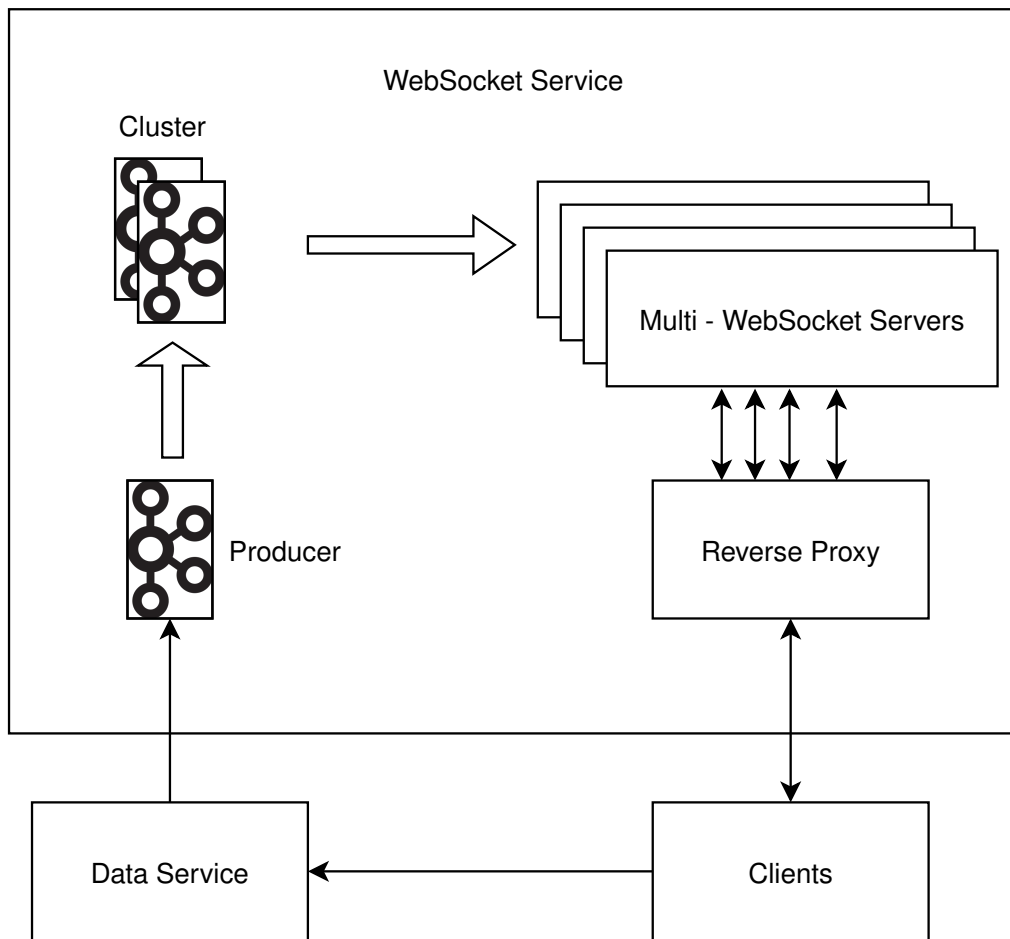 WebSocket Service
Cluster
Multi - WebSocket Servers
Producer
Reverse Proxy
Data Service
Clients